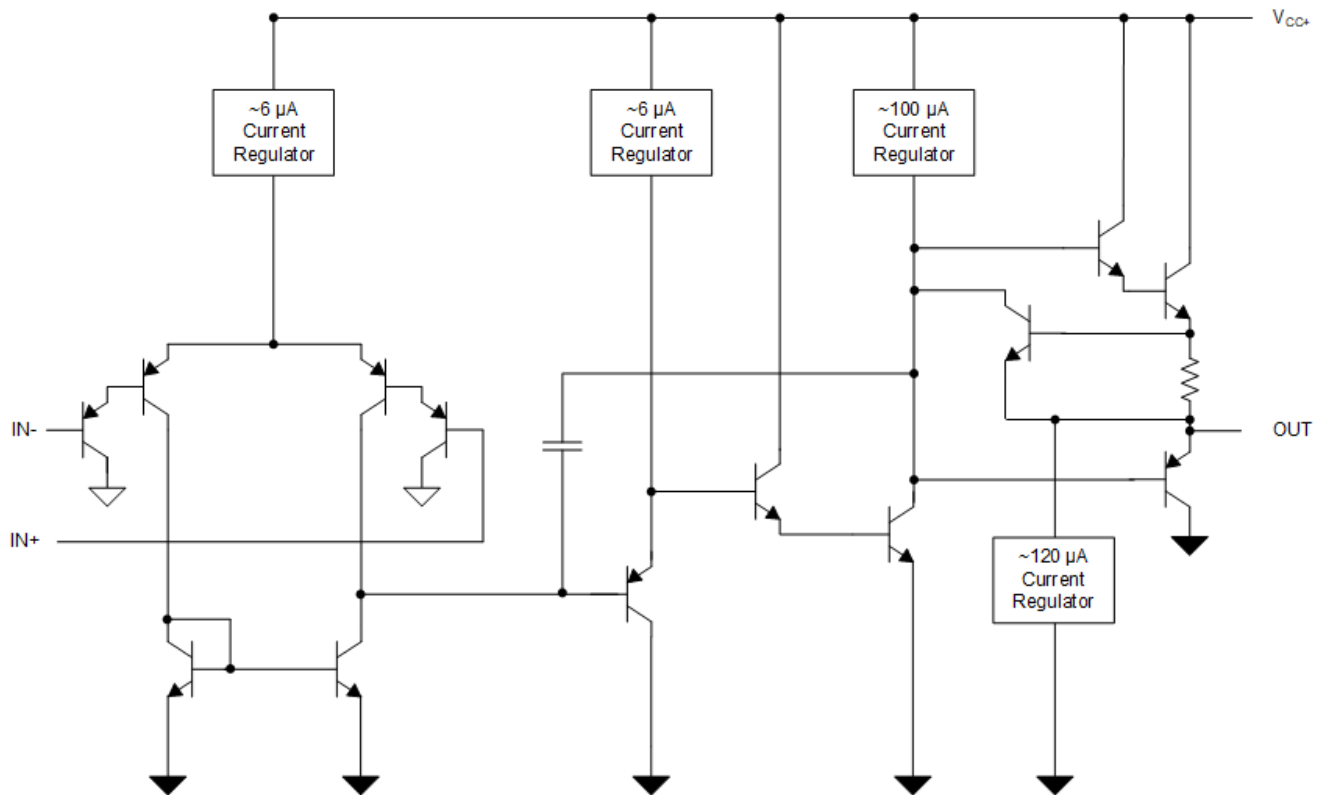 V_CC+
~6 µA
Current
Regulator
~6 µA
Current
Regulator
~100 µA
Current
Regulator
IN-
OUT
IN+
~120 µA
Current
Regulator